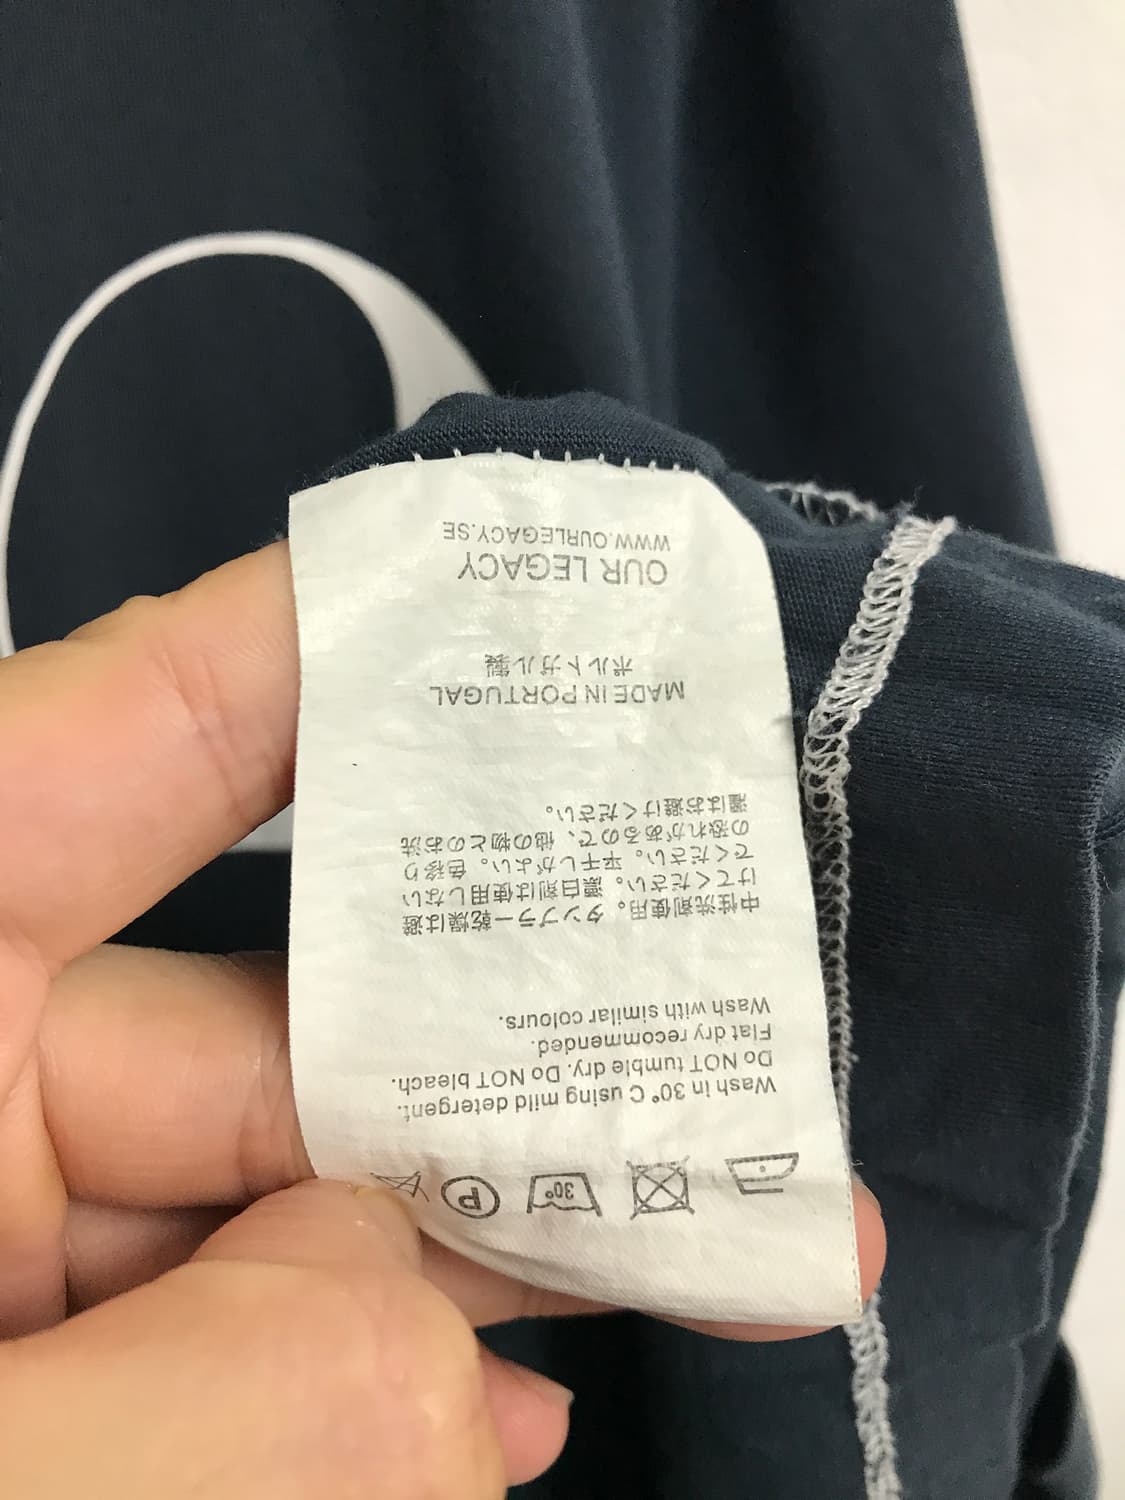 30° P
Wash in 30° C using mild detergent.
Do NOT tumble dry. Do NOT bleach.
Flat dry recommended.
Wash with similar colours.
中性洗剤使用。タンブラー乾燥は避
けてください。漂白剤は使用しない
でください。平干しがよい。色移り
の恐れがあるので、他の物とのお洗
濯はお避けください。
MADE IN PORTUGAL
ポルトガル製
OUR LEGACY
WWW.OURLEGACY.SE